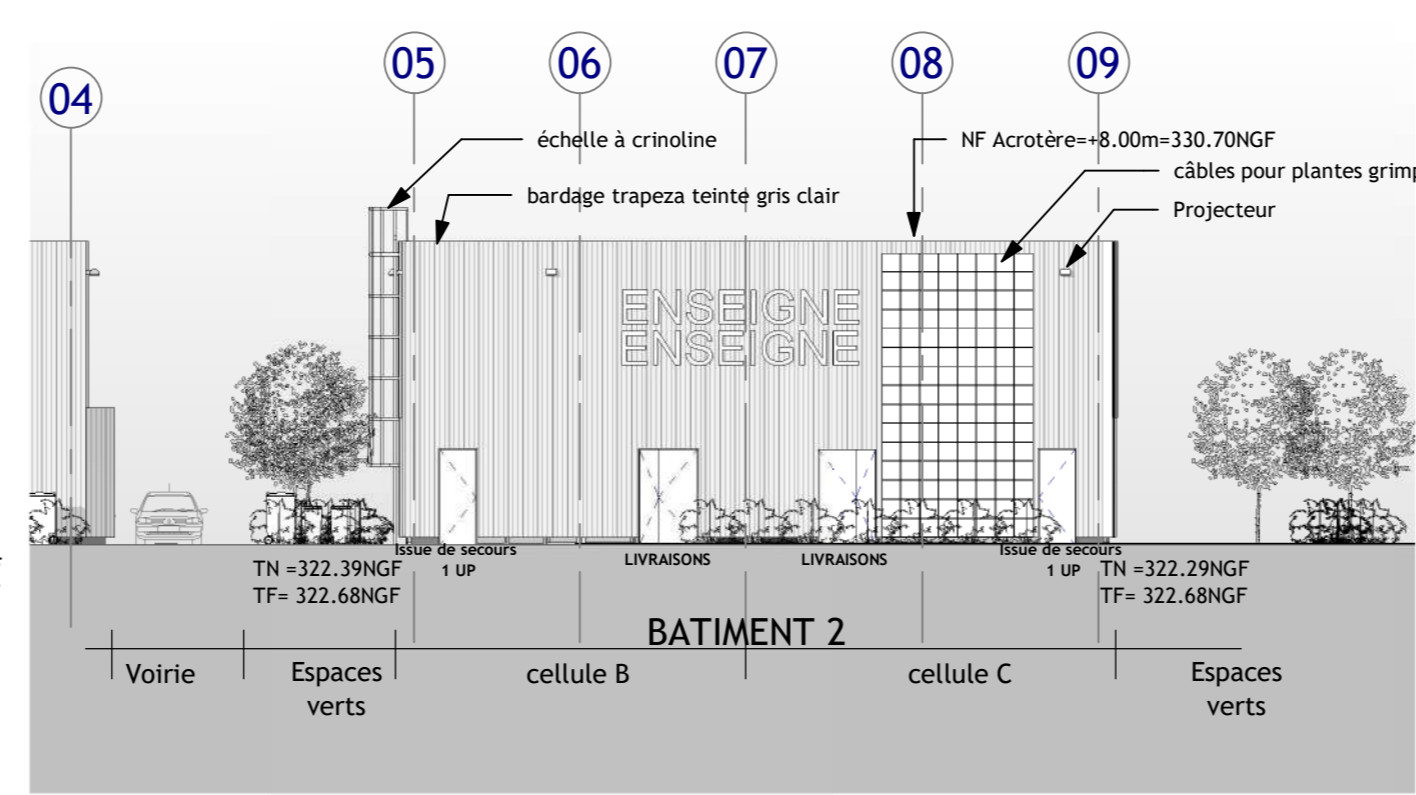 04
05
06
07
08
09
échelle à crinoline
NF Acrotère=+8.00m=330.70NGF
câbles pour plantes
bardage trapeza teinte gris clair
Projecteur
ENSEIGNE
ENSEIGNE
Issue de secours
1 UP
LIVRAISONS
LIVRAISONS
Issue de secours
1 UP
TN =322.39NGF
TF= 322.68NGF
TN =322.29NGF
TF= 322.68NGF
BATIMENT 2
Voirie
Espaces
verts
cellule B
cellule C
Espaces
verts